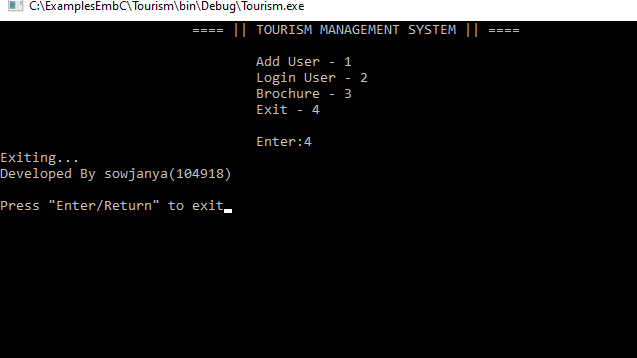 C:\ExamplesEmbC\Tourism\bin\Debug\Tourism.exe
==== || TOURISM MANAGEMENT SYSTEM || ====
Add User - 1
Login User - 2
Brochure - 3
Exit - 4
Enter:4
Exiting...
Developed By sowjanya(104918)
Press "Enter/Return" to exit